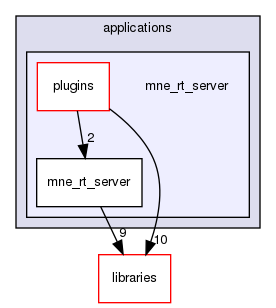 applications
plugins
mne_rt_server
2
mne_rt_server
9
10
libraries